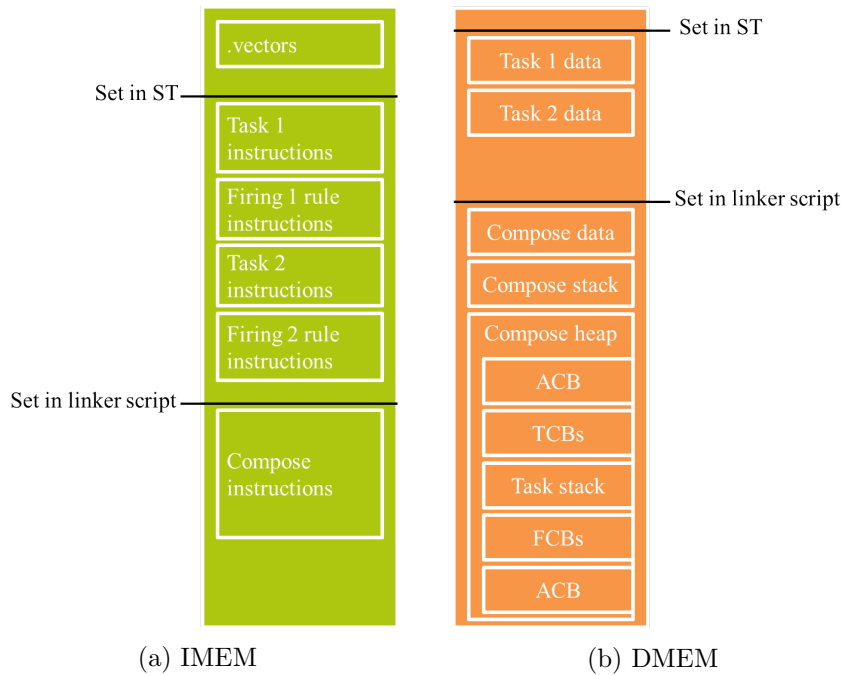 .vectors
Set in ST
Task 1
instructions
Firing 1 rule
instructions
Task 2
instructions
Firing 2 rule
instructions
Set in linker script
Compose
instructions
(a) IMEM
Set in ST
Task 1 data
Task 2 data
Set in linker script
Compose data
Compose stack
Compose heap
ACB
TCBs
Task stack
FCBs
ACB
(b) DMEM